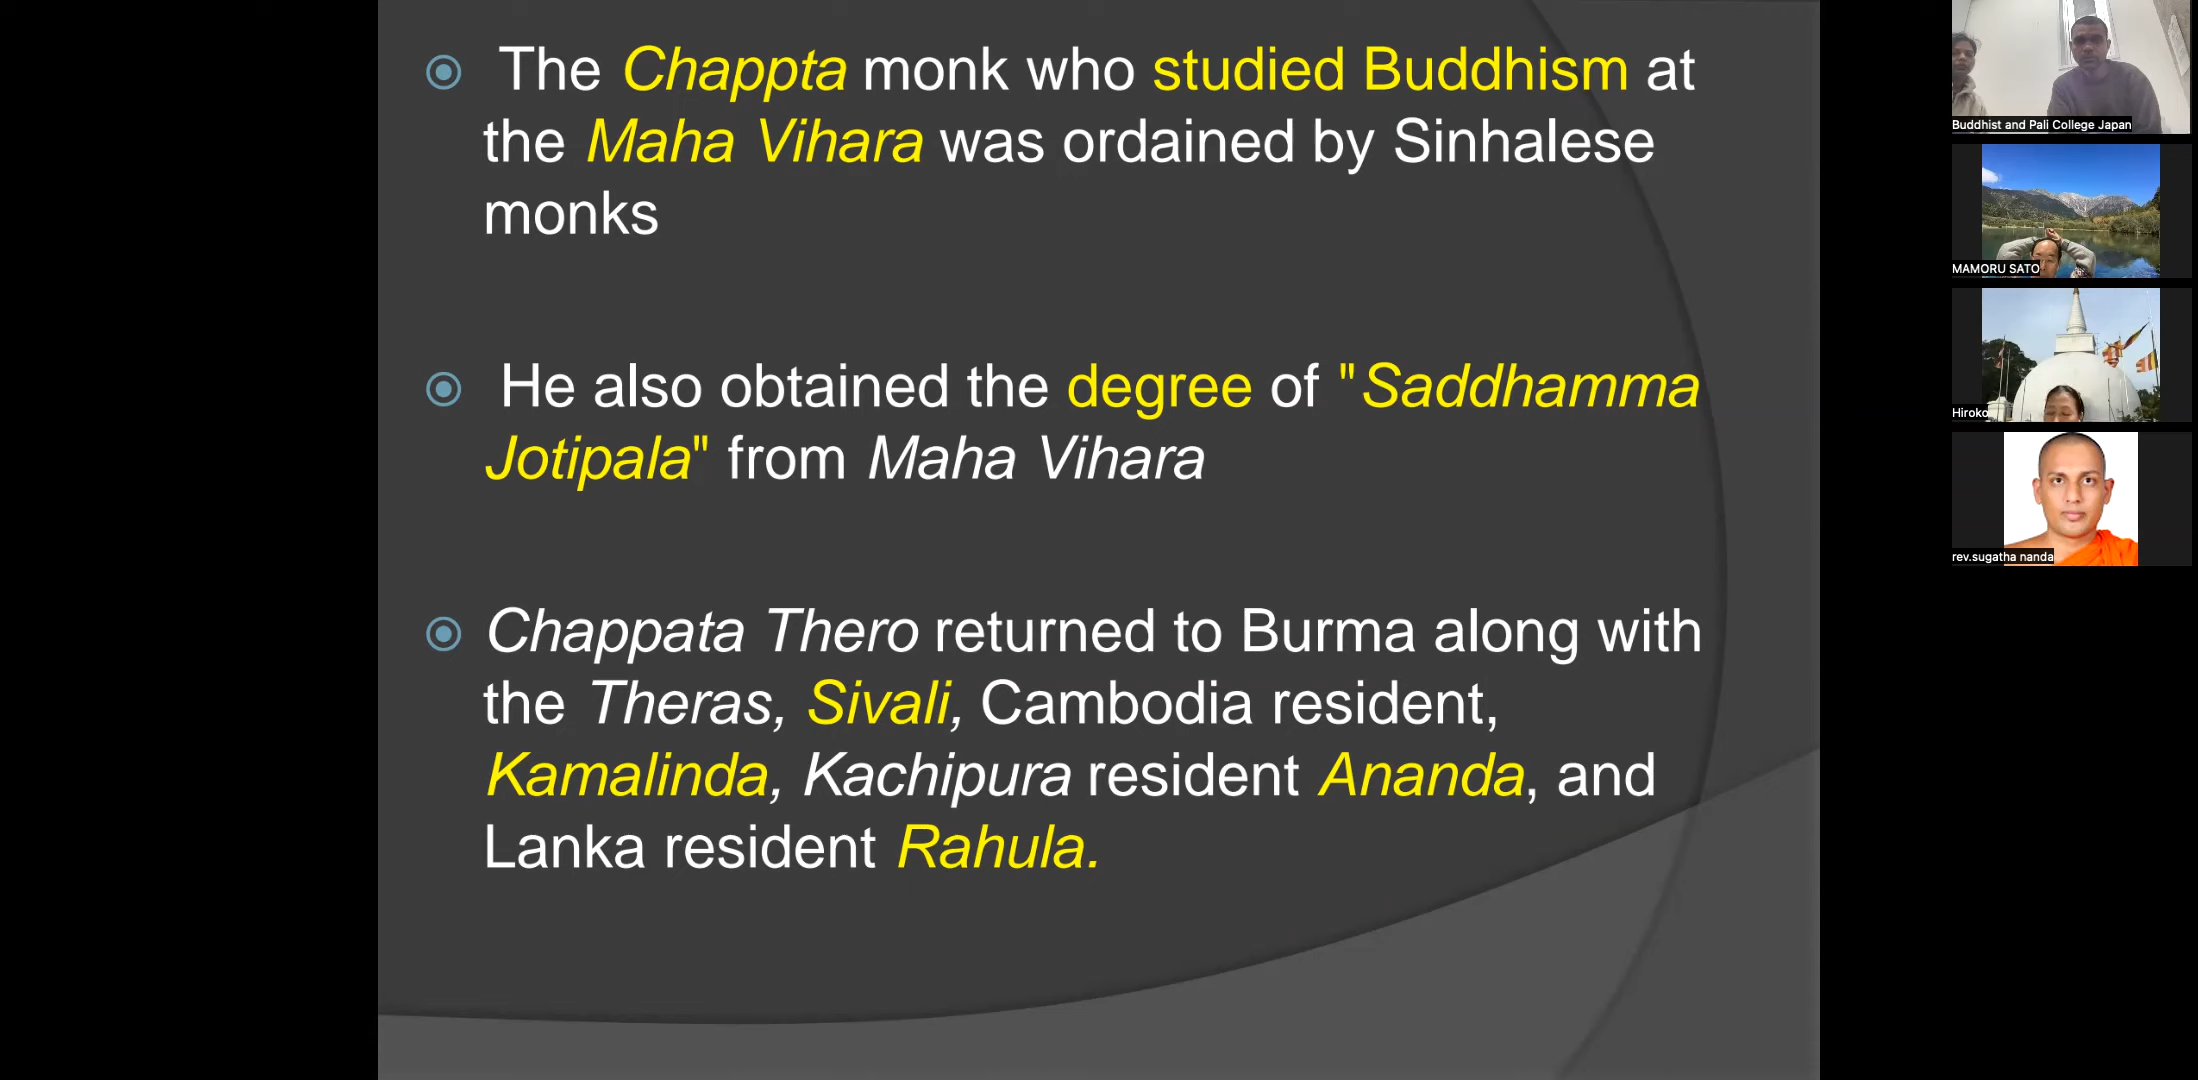 The Chappta monk who studied Buddhism at
the Maha Vihara was ordained by Sinhalese
monks
He also obtained the degree of "Saddhamma
Jotipala" from Maha Vihara
Chappata Thero returned to Burma along with
the Theras, Sivali, Cambodia resident,
Kamalinda, Kachipura resident Ananda, and
Lanka resident Rahula.
Buddhist and Pali College Japan
MAMORU SATO
Hiroko
rev.sugatha nanda